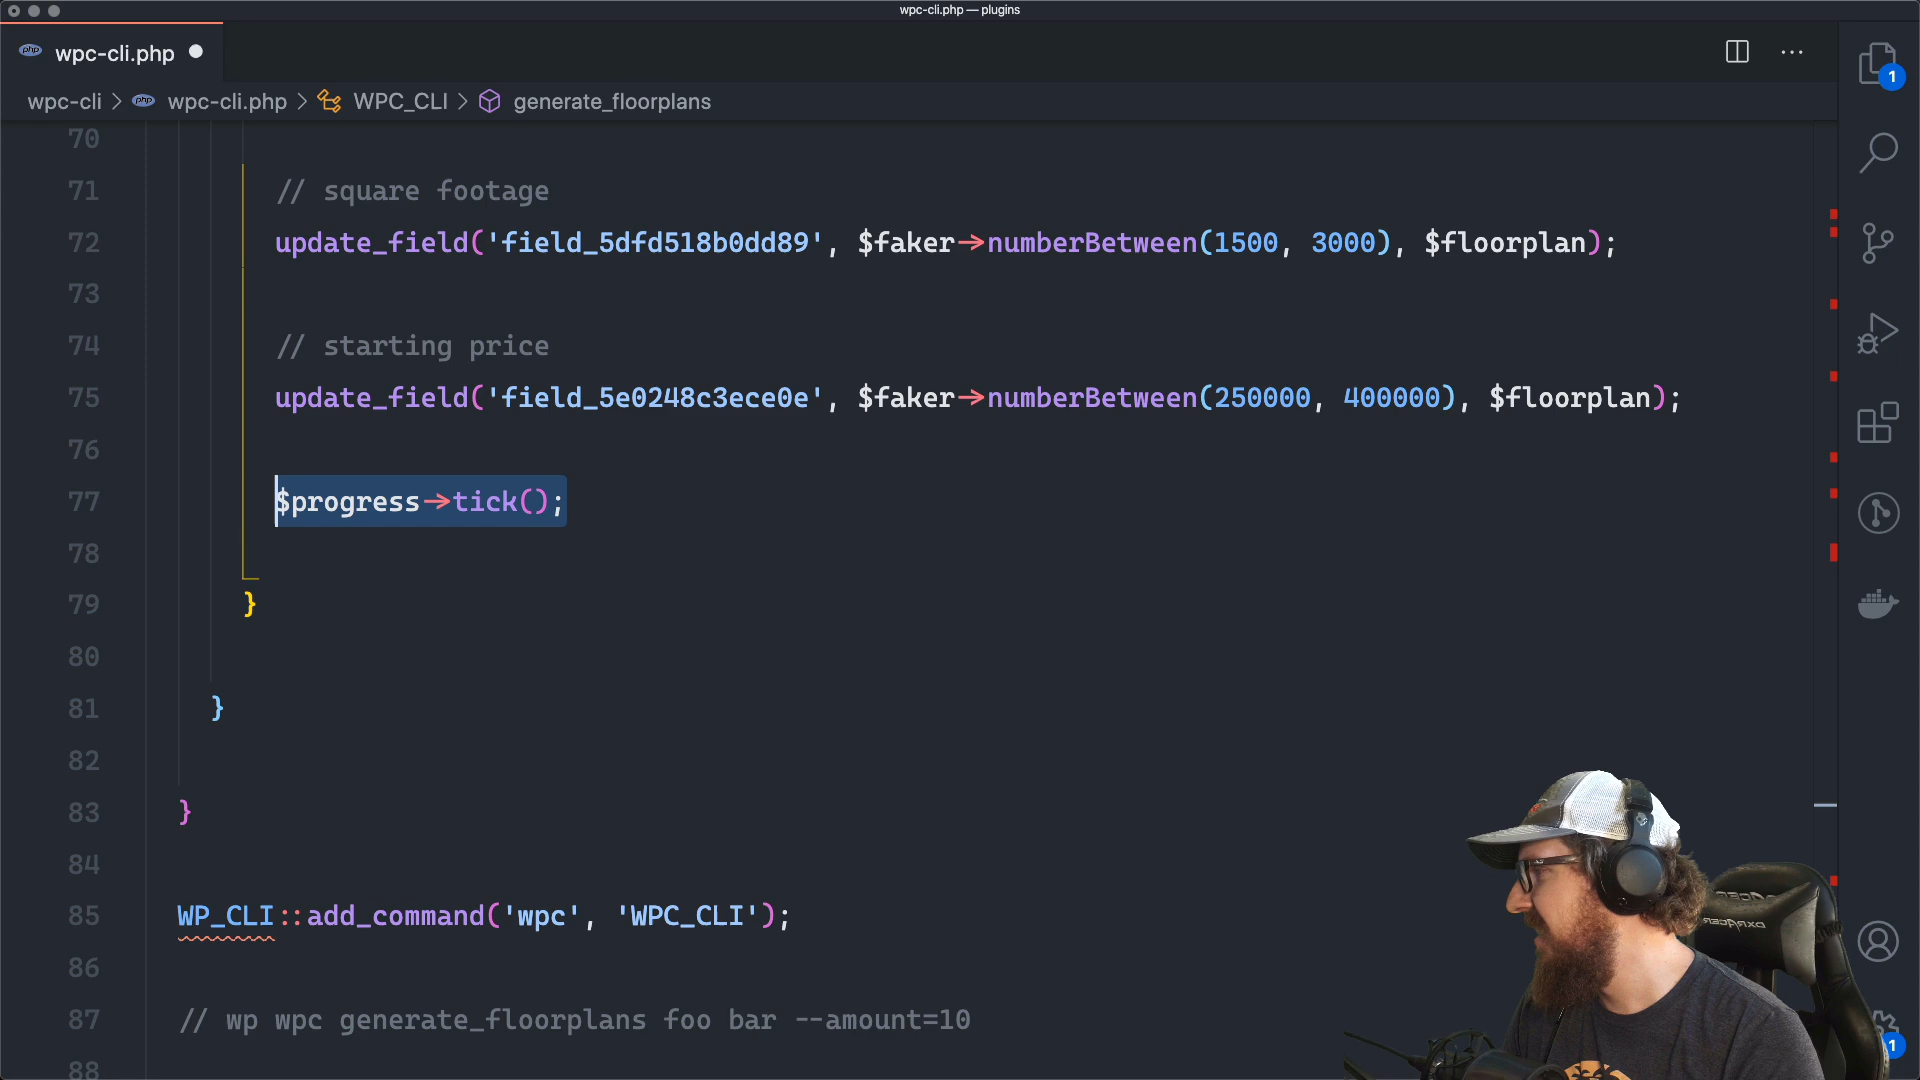 wpc-cli.php — plugins
php wpc-cli.php
wpc-cli > php wpc-cli.php > WPC_CLI > generate_floorplans
1
70
71 // square footage
72 update_field('field_5dfd518b0dd89', $faker->numberBetween(1500, 3000), $floorplan);
73
74 // starting price
75 update_field('field_5e0248c3ece0e', $faker->numberBetween(250000, 400000), $floorplan);
76
77 $progress->tick();
78
79 }
80
81 }
82
83 }
84
85 WP_CLI::add_command('wpc', 'WPC_CLI');
86
87 // wp wpc generate_floorplans foo bar --amount=10
88
DXRACER
1